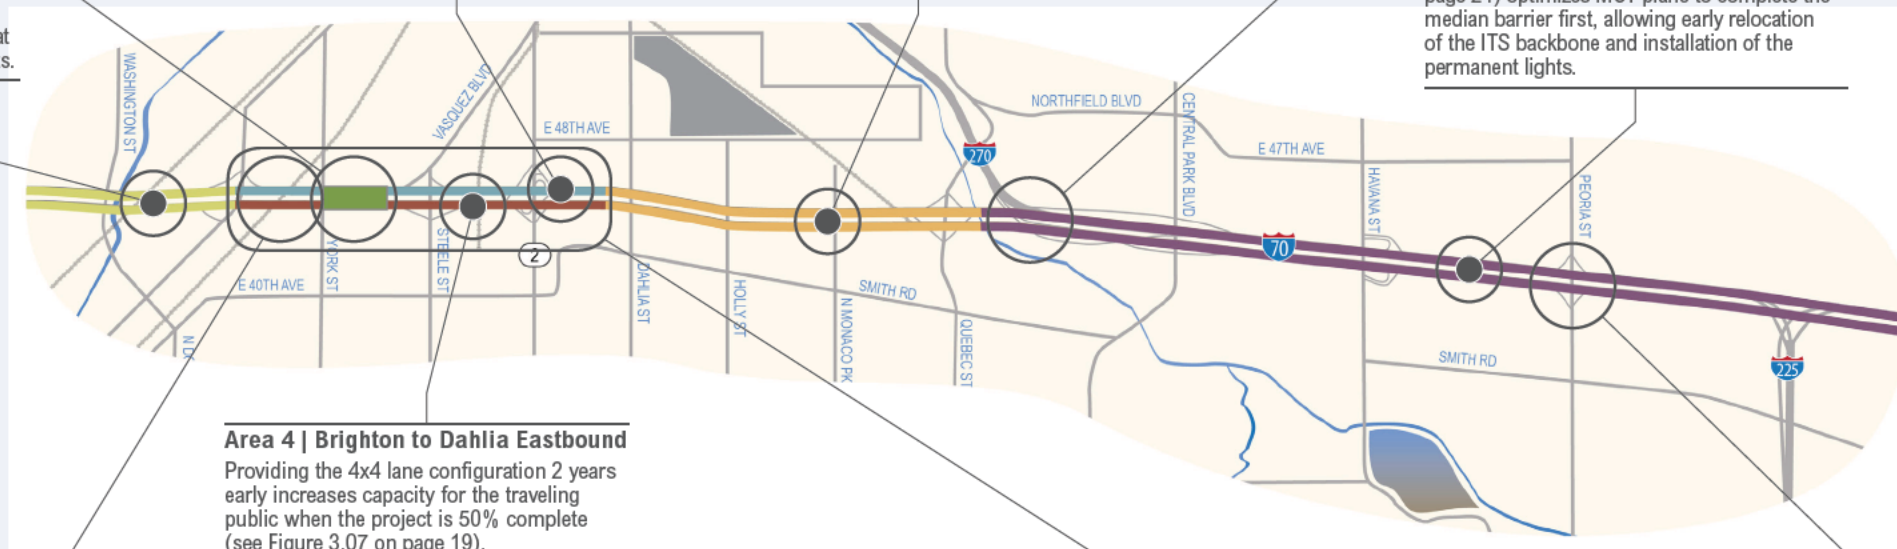 at
s.
median barrier first, allowing early relocation
of the ITS backbone and installation of the
permanent lights.
WASHINGTON ST
VASQUEZ BLVD
E 48TH AVE
NORTHFIELD BLVD
CENTRAL PARK BLVD
E 47TH AVE
270
HAVANA ST
PEORIA ST
YORK ST
STEELE ST
2
70
DAHLIA ST
E 40TH AVE
HOLLY ST
SMITH RD
N MONACO PK
QUEBEC ST
SMITH RD
225
Area 4 | Brighton to Dahlia Eastbound
Providing the 4x4 lane configuration 2 years
early increases capacity for the traveling
public when the project is 50% complete
(see Figure 3.07 on page 19).